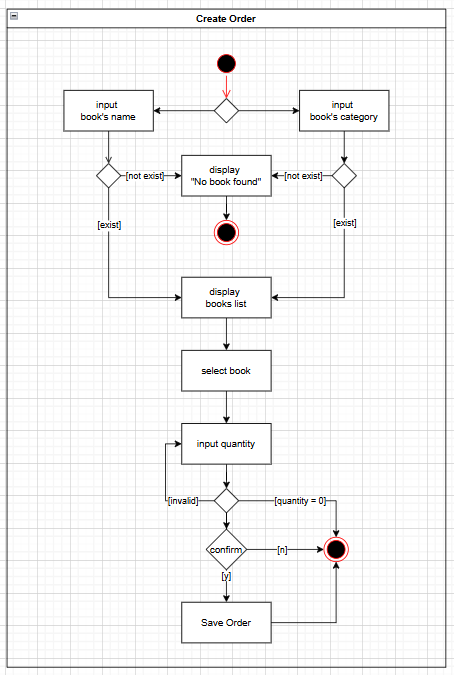 Create Order
input
book's name
input
book's category
[not exist]
display
"No book found"
[not exist]
[exist]
[exist]
display
books list
select book
input quantity
[invalid]
[quantity = 0]
confirm
[n]
[y]
Save Order